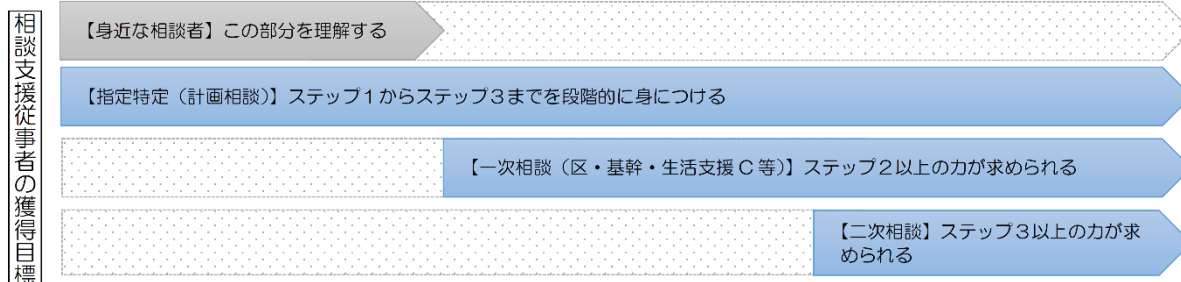 相談支援従事者の獲得目標
【身近な相談者】この部分を理解する
【指定特定（計画相談）】ステップ１からステップ３までを段階的に身につける
【一次相談（区・基幹・生活支援C等）】ステップ２以上の力が求められる
【二次相談】ステップ３以上の力が求
められる